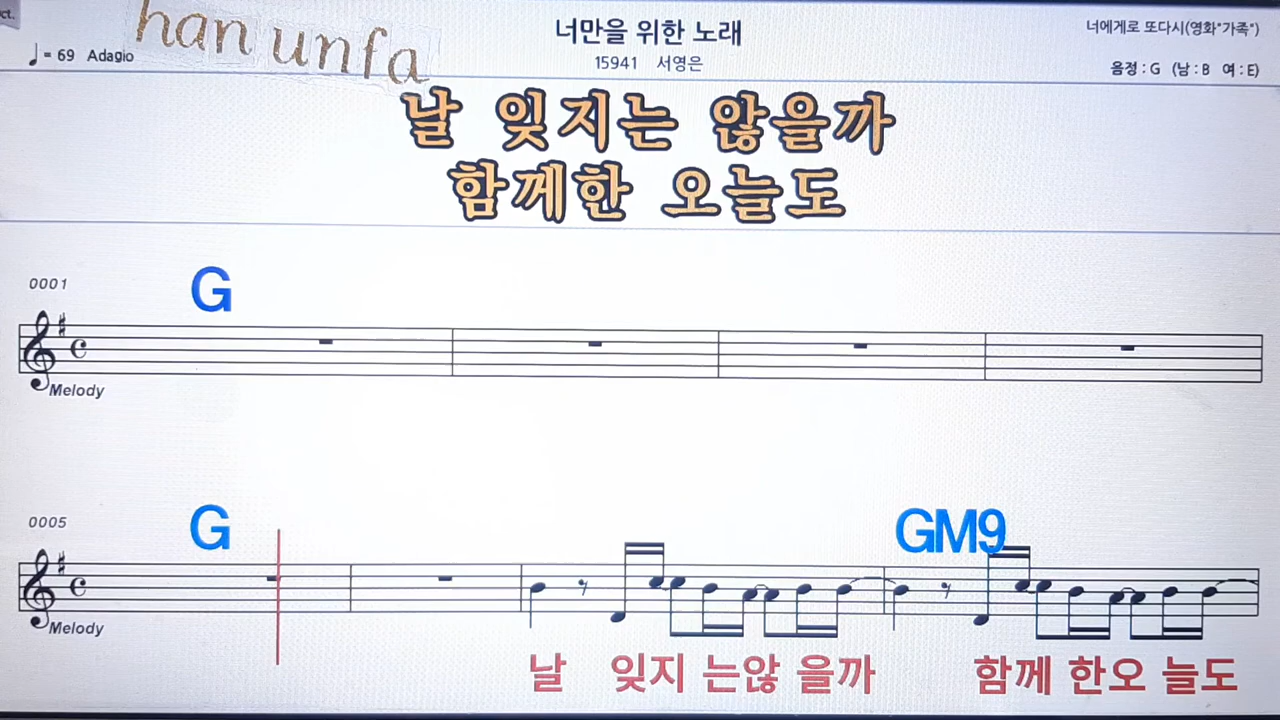 ct.
han unfa
♩= 69 Adagio
너만을 위한 노래
15941 서영은
너에게로 또다시(영화"가족")
음정 : G (남 : B 여 : E)
날 잊지는 않을까
함께한 오늘도
0001
G
Melody
0005
G
GM9
Melody
날 잊지 는않 을까 함께 한오 늘도